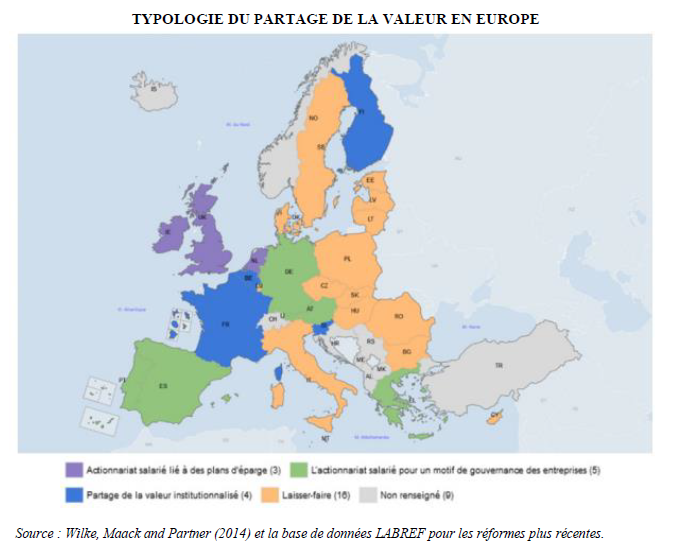 TYPOLOGIE DU PARTAGE DE LA VALEUR EN EUROPE
IS
NO
SE
FI
EE
LV
LT
DK
IE
UK
NL
BE
DE
PL
CZ
SK
AT
HU
RO
FR
CH
LI
HR
RS
BG
ME
MK
AL
IT
PT
ES
TR
CY
MT
Actionnariat salarié lié à des plans d'épargne (3)
L'actionnariat salarié pour un motif de gouvernance des entreprises (5)
Partage de la valeur institutionnalisé (4)
Laisser-faire (16)
Non renseigné (9)
Source : Wilke, Maack and Partner (2014) et la base de données LABREF pour les réformes plus récentes.